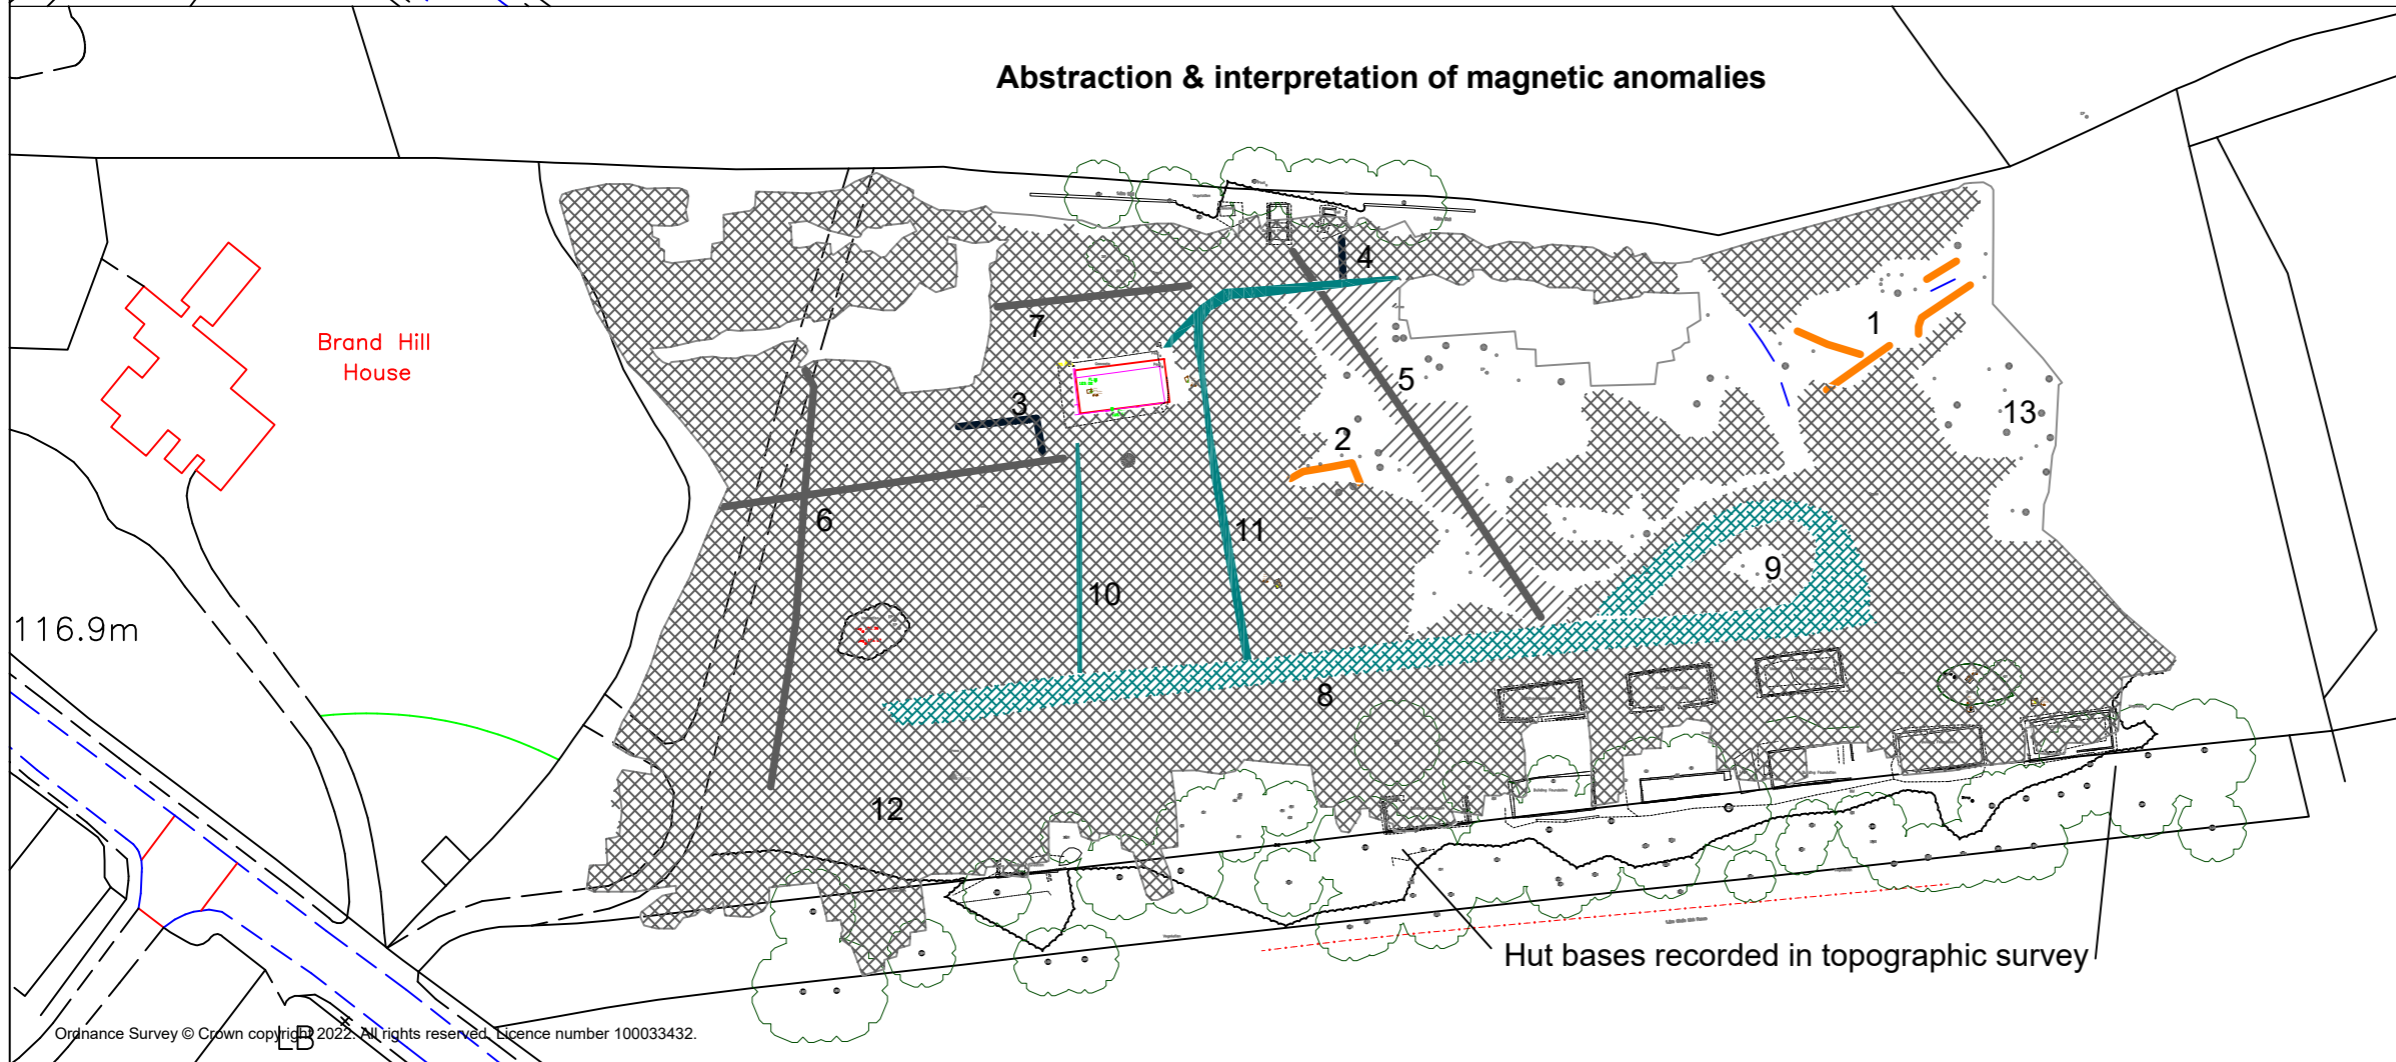 Abstraction & interpretation of magnetic anomalies
4
1
7
Brand Hill
House
5
3
13
2
6
11
9
10
116.9m
8
12
Hut bases recorded in topographic survey
LB
Ordnance Survey © Crown copyright 2022. All rights reserved. Licence number 100033432.